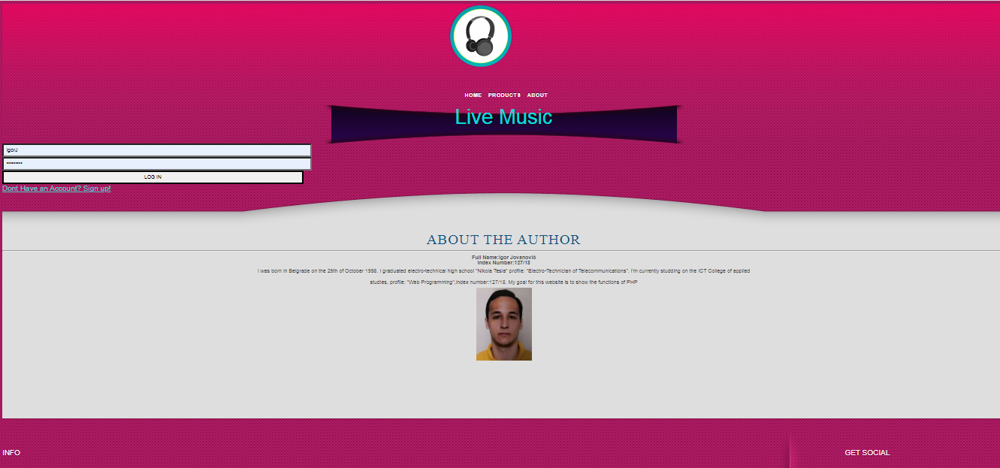 HOME PRODUCTS ABOUT
Live Music
IgorJ
•••••••••
LOG IN
Dont Have an Account? Sign up!
ABOUT THE AUTHOR
Full Name:Igor Jovanović
Index Number:127/18
I was born in Belgrade on the 29th of October 1998. I graduated electro-technical high school "Nikola Tesla" profile: "Electro-Technician of Telecommunications". I'm currently studding on the ICT College of applied
studies, profile: "Web Programming",index number:127/18. My goal for this website is to show the functions of PHP
INFO
GET SOCIAL